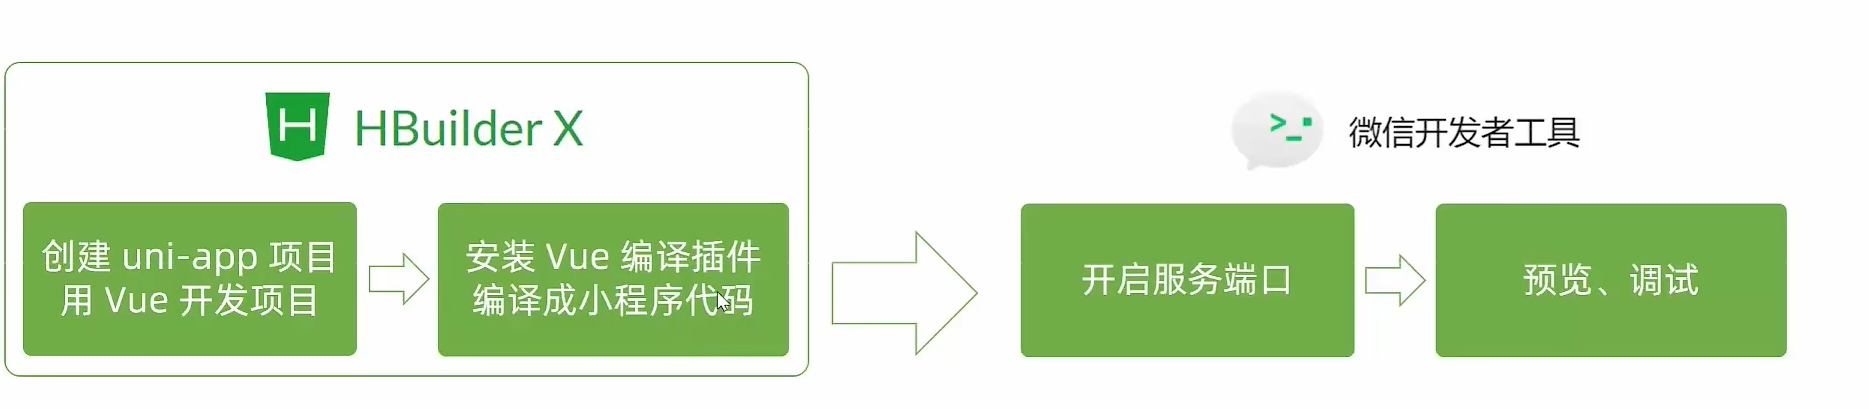 HBuilder X
创建 uni-app 项目
用 Vue 开发项目
安装 Vue 编译插件
编译成小程序代码
微信开发者工具
开启服务端口
预览、调试